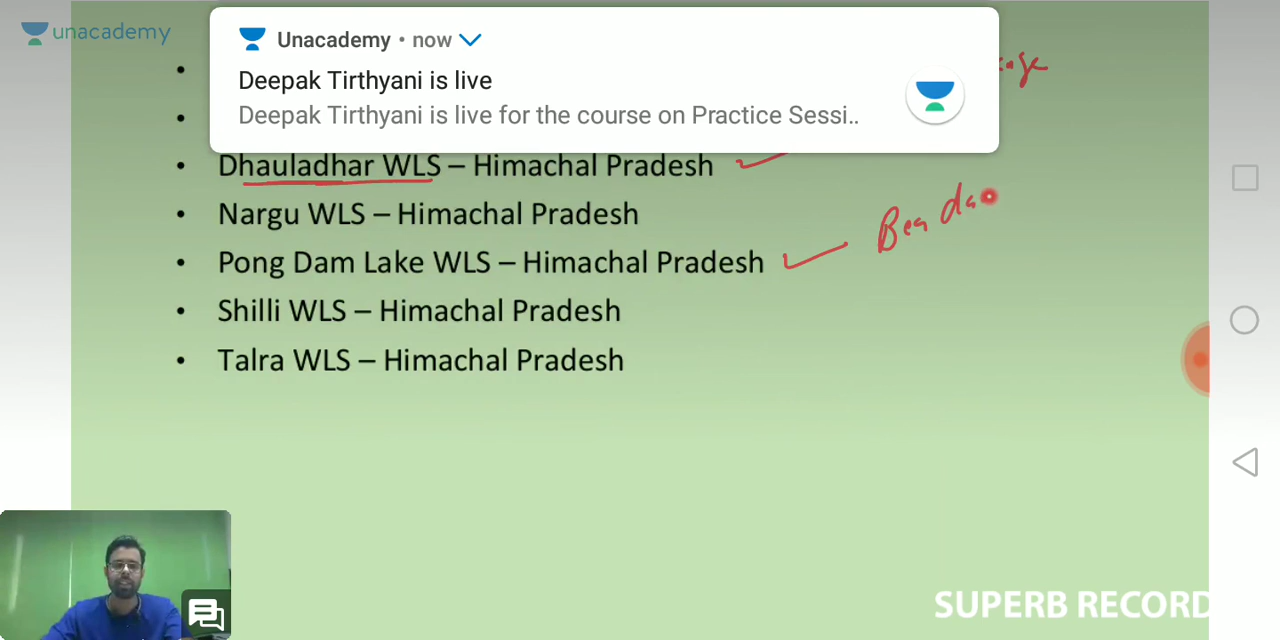 unacademy
Unacademy • now
Deepak Tirthyani is live
Deepak Tirthyani is live for the course on Practice Sessi..
• Dhauladhar WLS – Himachal Pradesh
• Nargu WLS – Himachal Pradesh
• Pong Dam Lake WLS – Himachal Pradesh
• Shilli WLS – Himachal Pradesh
• Talra WLS – Himachal Pradesh
SUPERB RECORD